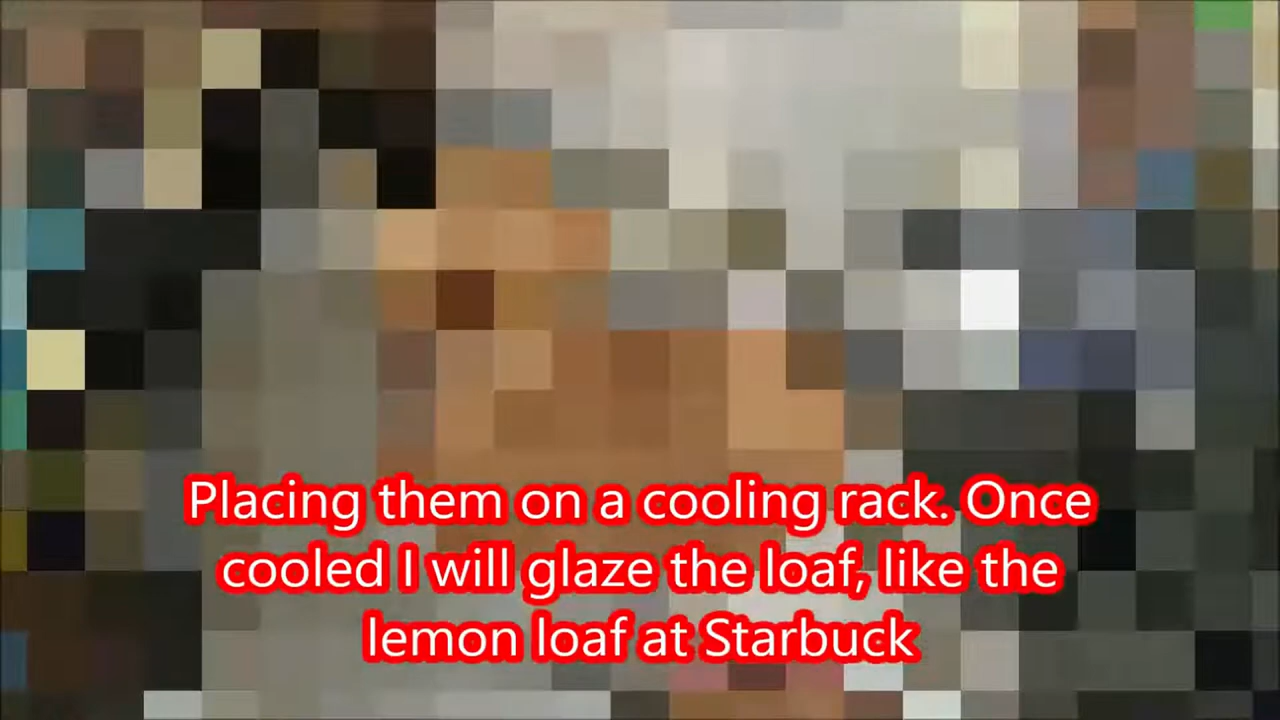 Placing them on a cooling rack. Once
cooled I will glaze the loaf, like the
lemon loaf at Starbuck